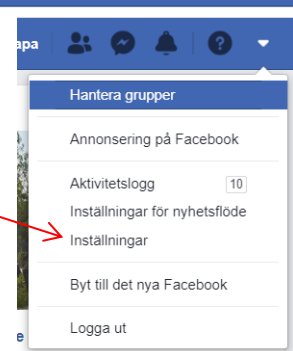 apa
Hantera grupper
Annonsering på Facebook
Aktivitetslogg 10
Inställningar för nyhetsflöde
Inställningar
Byt till det nya Facebook
Logga ut
e